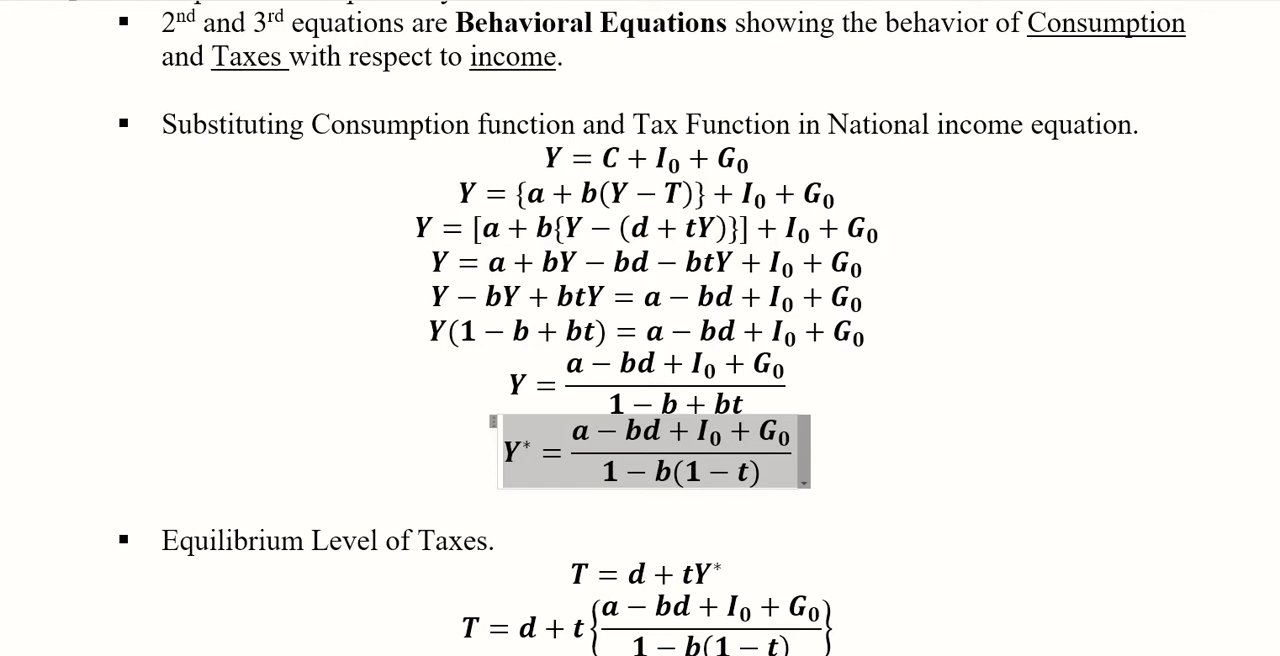 ▪ 2nd and 3rd equations are Behavioral Equations showing the behavior of Consumption
and Taxes with respect to income.
▪ Substituting Consumption function and Tax Function in National income equation.
Y = C + I₀ + G₀
Y = {a + b(Y − T)} + I₀ + G₀
Y = [a + b{Y − (d + tY)}] + I₀ + G₀
Y = a + bY − bd − btY + I₀ + G₀
Y − bY + btY = a − bd + I₀ + G₀
Y(1 − b + bt) = a − bd + I₀ + G₀
a − bd + I₀ + G₀
Y =
1 − b + bt
a − bd + I₀ + G₀
Y* =
1 − b(1 − t)
▪ Equilibrium Level of Taxes.
T = d + tY*
a − bd + I₀ + G₀
T = d + t{ }
1 − b(1 − t)